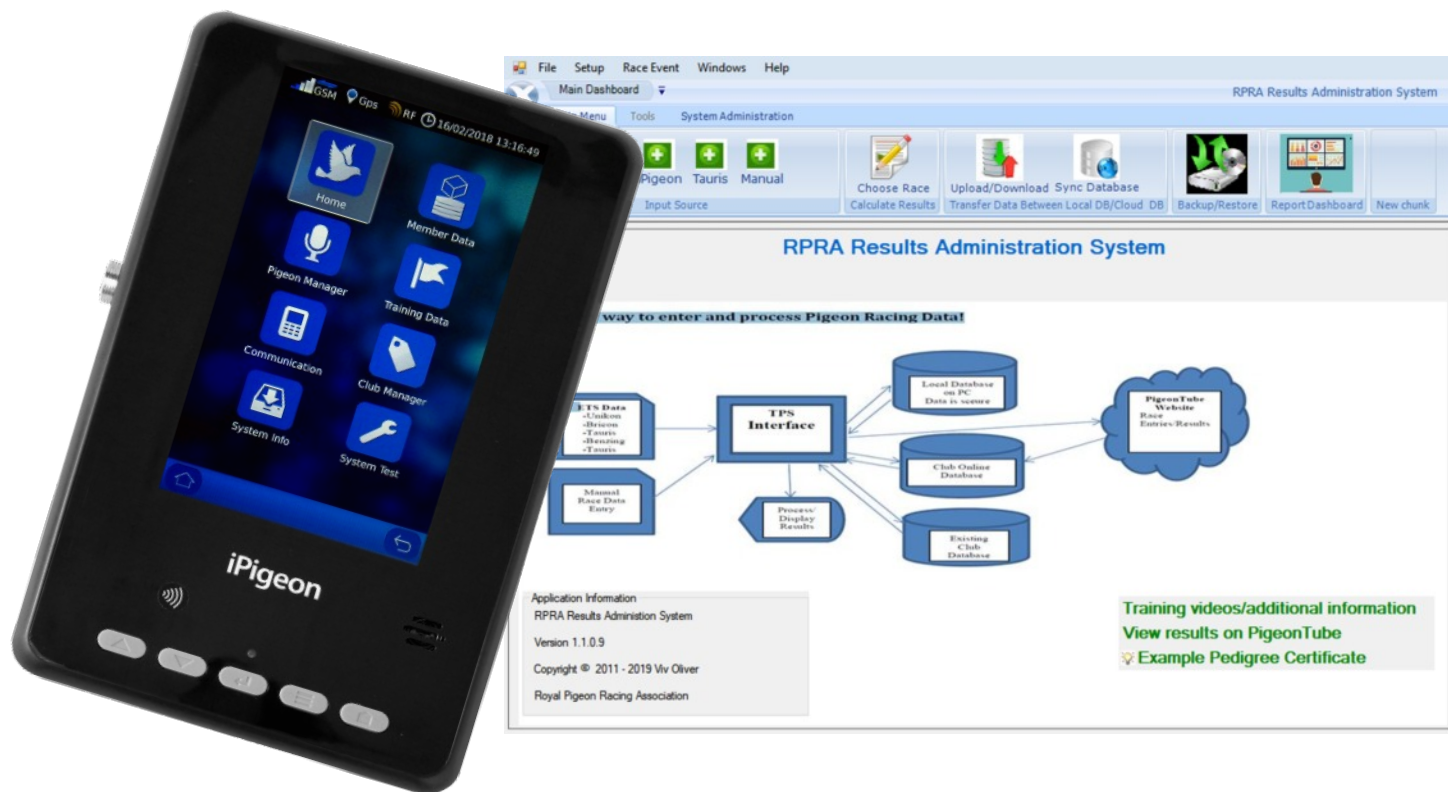 GSM Gps RF 16/02/2018 13:16:49
Home
Member Data
Pigeon Manager
Training Data
Communication
Club Manager
System Info
System Test
iPigeon
File Setup Race Event Windows Help
Main Dashboard
RPRA Results Administration System
Menu Tools System Administration
Pigeon Tauris Manual
Input Source
Choose Race
Calculate Results
Upload/Download Sync Database
Transfer Data Between Local DB/Cloud DB
Backup/Restore
Report Dashboard
New chunk
RPRA Results Administration System
way to enter and process Pigeon Racing Data!
ETS Data
-Unikon
-Bricon
-Tauris
-Benzing
-Tauris
Manual
Race Data
Entry
TPS
Interface
Process/
Display
Results
Local Database
on PC
Data is secure
Club Online
Database
Existing
Club
Database
PigeonTube
Website
Race
Entries/Results
Application Information
RPRA Results Adminstion System
Version 1.1.0.9
Copyright © 2011 - 2019 Viv Oliver
Royal Pigeon Racing Association
Training videos/additional information
View results on PigeonTube
Example Pedigree Certificate